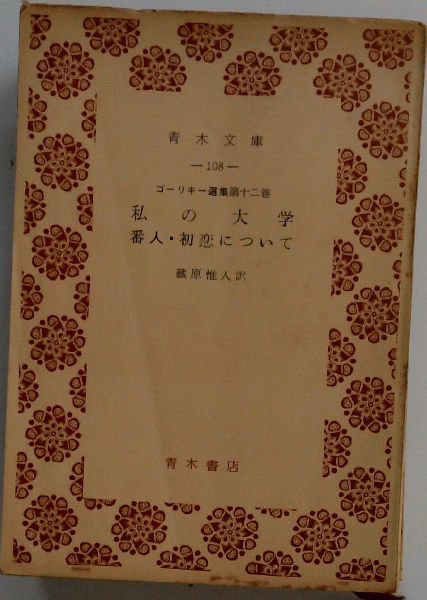 青木文庫
—108—
ゴーリキー選集第十二巻
私の大学
番人・初恋について
蔵原惟人訳
青木書店